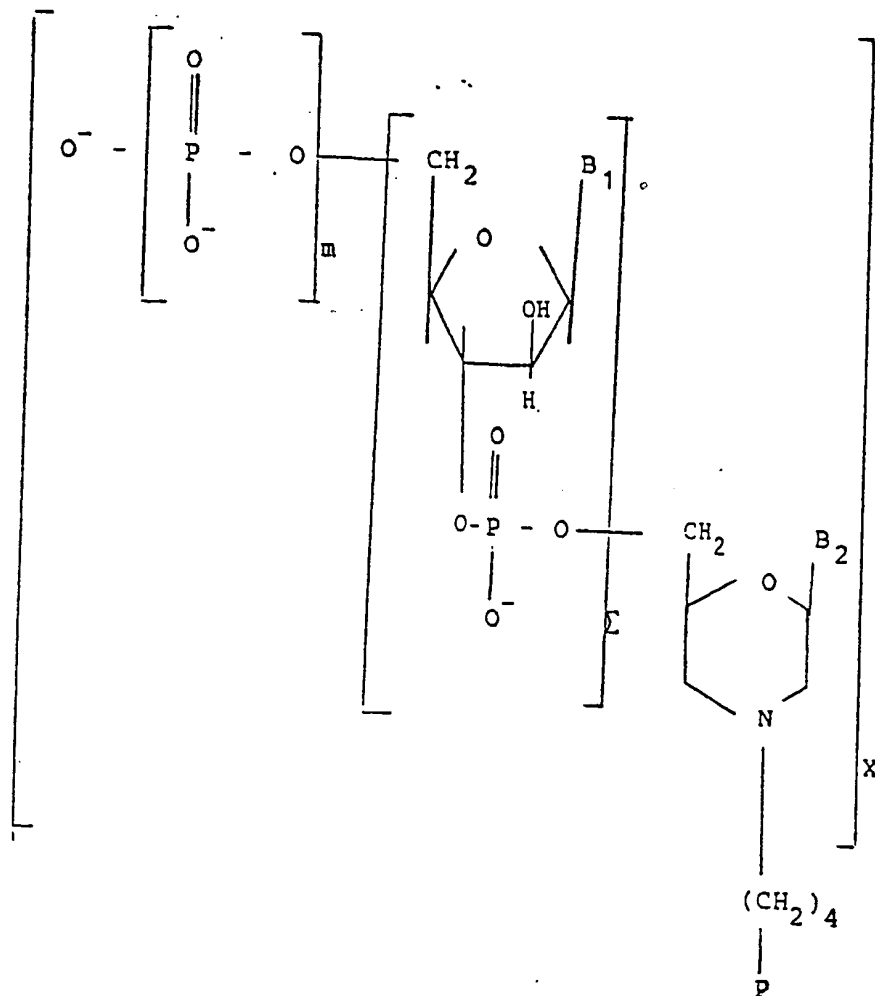 O
O⁻ - P - O
O⁻
m
CH₂ B₁
O
OH
H
O
O-P - O
O⁻
Σ
CH₂ B₂
O
N
X
(CH₂)₄
P